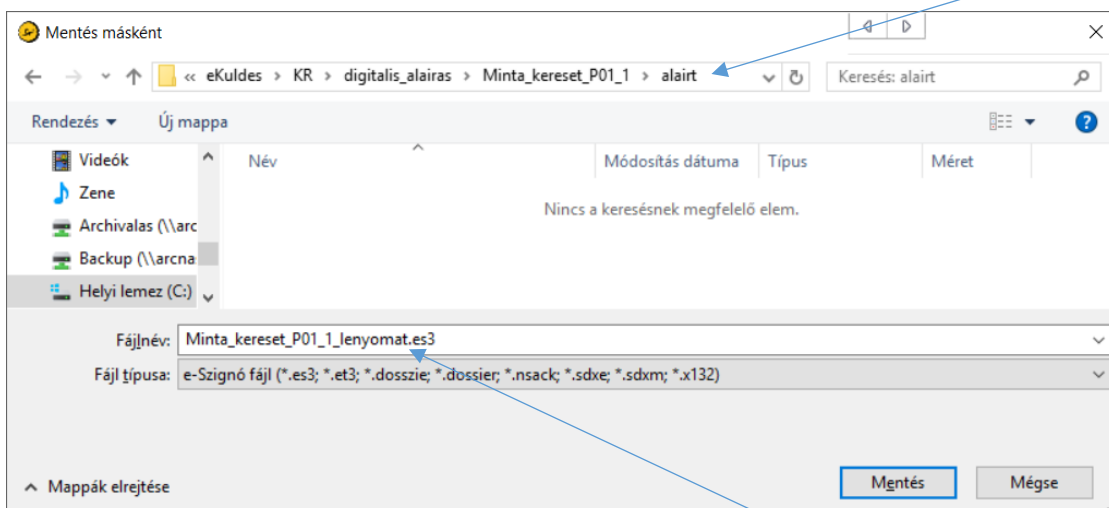 Mentés másként
« eKuldes > KR > digitalis_alairas > Minta_kereset_P01_1 > alairt
Keresés: alairt
Rendezés Új mappa
Név Módosítás dátuma Típus Méret
Nincs a keresésnek megfelelő elem.
Videók
Zene
Archivalas (\\arc
Backup (\\arcna
Helyi lemez (C:)
Fájlnév: Minta_kereset_P01_1_lenyomat.es3
Fájl típusa: e-Szignó fájl (*.es3; *.et3; *.dosszie; *.dossier; *.nsack; *.sdxe; *.sdxm; *.x132)
Mappák elrejtése
Mentés Mégse